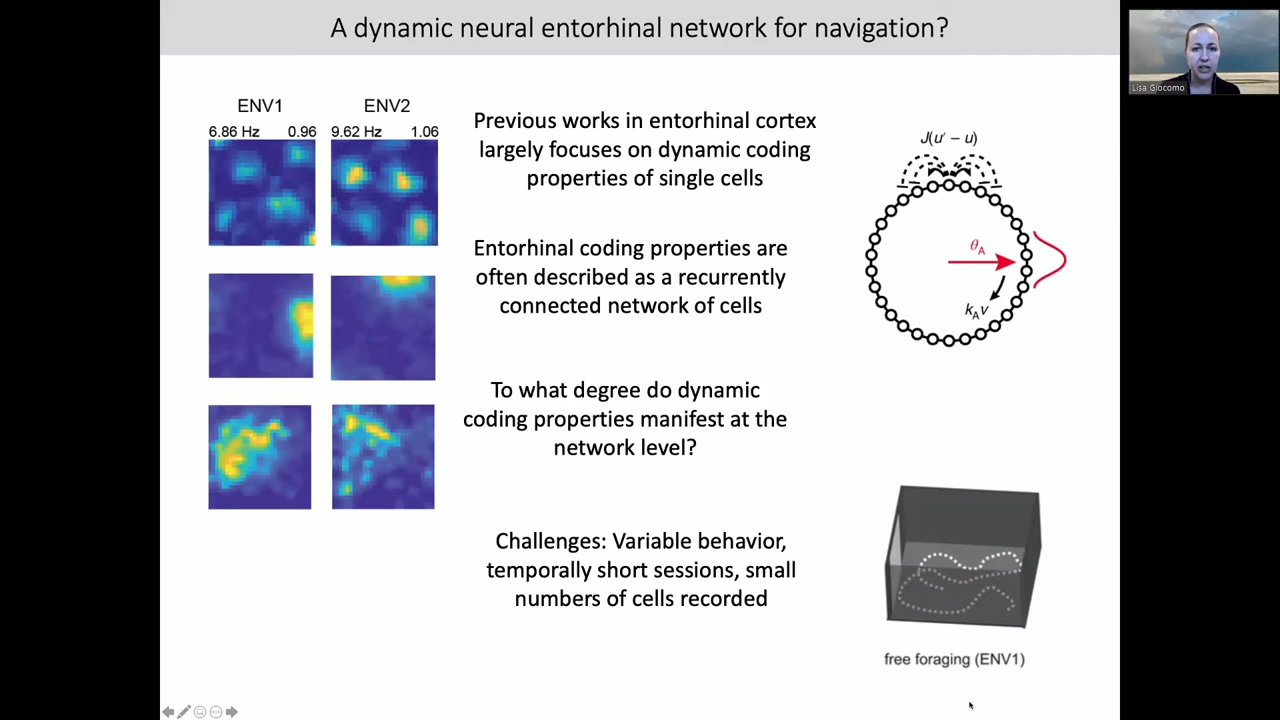 A dynamic neural entorhinal network for navigation?
Lisa Giocomo
ENV1 ENV2
6.86 Hz 0.96 9.62 Hz 1.06
Previous works in entorhinal cortex
largely focuses on dynamic coding
properties of single cells
J(u' − u)
θA
kAv
Entorhinal coding properties are
often described as a recurrently
connected network of cells
To what degree do dynamic
coding properties manifest at the
network level?
Challenges: Variable behavior,
temporally short sessions, small
numbers of cells recorded
free foraging (ENV1)